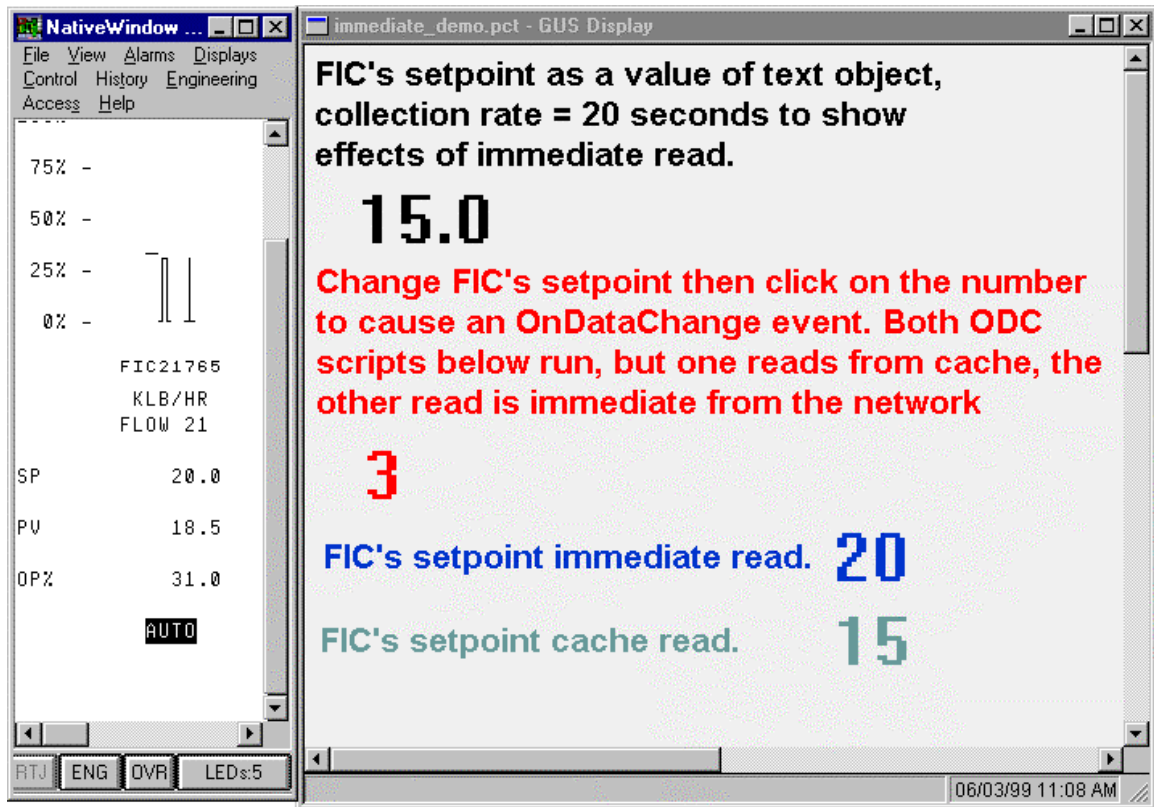 NativeWindow ...
File View Alarms Displays
Control History Engineering
Access Help
75% -
50% -
25% -
0% -
FIC21765
KLB/HR
FLOW 21
SP 20.0
PV 18.5
OP% 31.0
AUTO
RTJ ENG OVR LEDs:5
immediate_demo.pct - GUS Display
FIC's setpoint as a value of text object,
collection rate = 20 seconds to show
effects of immediate read.
15.0
Change FIC's setpoint then click on the number
to cause an OnDataChange event. Both ODC
scripts below run, but one reads from cache, the
other read is immediate from the network
3
FIC's setpoint immediate read. 20
FIC's setpoint cache read. 15
06/03/99 11:08 AM